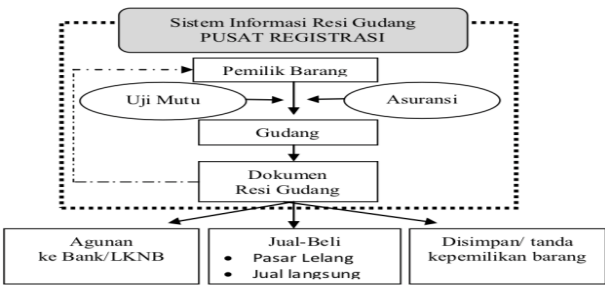 Sistem Informasi Resi Gudang
PUSAT REGISTRASI
Pemilik Barang
Uji Mutu
Asuransi
Gudang
Dokumen
Resi Gudang
Agunan
ke Bank/LKNB
Jual-Beli
• Pasar Lelang
• Jual langsung
Disimpan/ tanda
kepemilikan barang